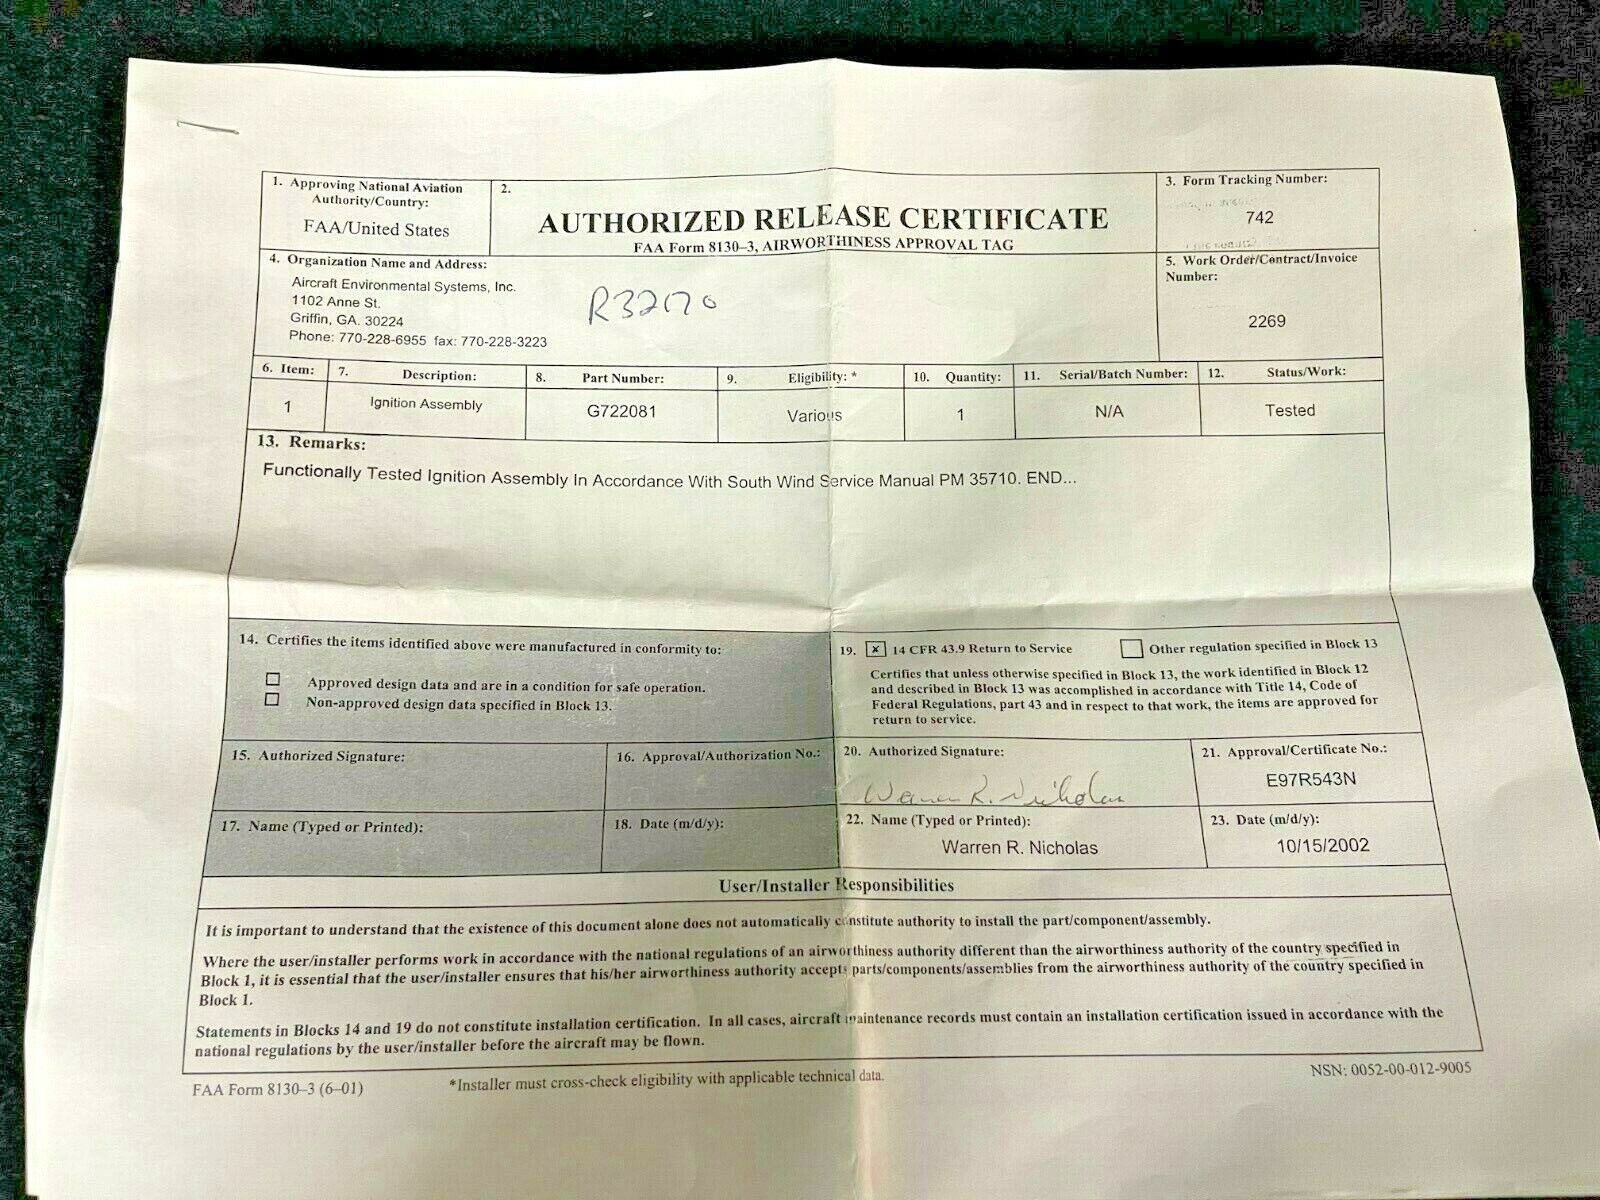 1. Approving National Aviation
Authority/Country:
FAA/United States
2.
AUTHORIZED RELEASE CERTIFICATE
FAA Form 8130–3, AIRWORTHINESS APPROVAL TAG
3. Form Tracking Number:
742
4. Organization Name and Address:
Aircraft Environmental Systems, Inc.
1102 Anne St.
Griffin, GA. 30224
Phone: 770-228-6955 fax: 770-228-3223
R32170
5. Work Order/Contract/Invoice
Number:
2269
6. Item: 7. Description: 8. Part Number: 9. Eligibility: * 10. Quantity: 11. Serial/Batch Number: 12. Status/Work:
1 Ignition Assembly G722081 Various 1 N/A Tested
13. Remarks:
Functionally Tested Ignition Assembly In Accordance With South Wind Service Manual PM 35710. END...
14. Certifies the items identified above were manufactured in conformity to:
Approved design data and are in a condition for safe operation.
Non-approved design data specified in Block 13.
19. x 14 CFR 43.9 Return to Service Other regulation specified in Block 13
Certifies that unless otherwise specified in Block 13, the work identified in Block 12
and described in Block 13 was accomplished in accordance with Title 14, Code of
Federal Regulations, part 43 and in respect to that work, the items are approved for
return to service.
15. Authorized Signature:
16. Approval/Authorization No.:
20. Authorized Signature:
Warren R. Nicholas
21. Approval/Certificate No.:
E97R543N
17. Name (Typed or Printed):
18. Date (m/d/y):
22. Name (Typed or Printed):
Warren R. Nicholas
23. Date (m/d/y):
10/15/2002
User/Installer Responsibilities
It is important to understand that the existence of this document alone does not automatically constitute authority to install the part/component/assembly.
Where the user/installer performs work in accordance with the national regulations of an airworthiness authority different than the airworthiness authority of the country specified in
Block 1, it is essential that the user/installer ensures that his/her airworthiness authority accepts parts/components/assemblies from the airworthiness authority of the country specified in
Block 1.
Statements in Blocks 14 and 19 do not constitute installation certification. In all cases, aircraft maintenance records must contain an installation certification issued in accordance with the
national regulations by the user/installer before the aircraft may be flown.
FAA Form 8130–3 (6–01)
*Installer must cross-check eligibility with applicable technical data.
NSN: 0052-00-012-9005